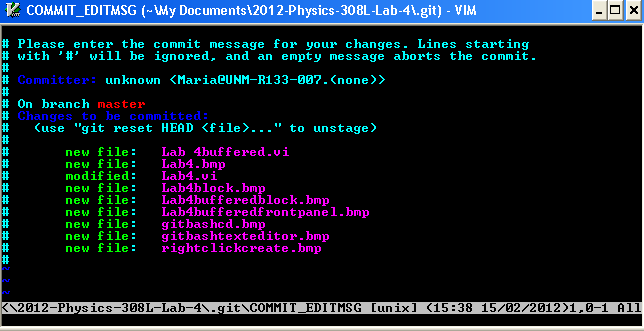 COMMIT_EDITMSG (~\My Documents\2012-Physics-308L-Lab-4\.git) - VIM
# Please enter the commit message for your changes. Lines starting
# with '#' will be ignored, and an empty message aborts the commit.
#
# Committer: unknown <Maria@UNM-R133-007.(none)>
#
# On branch master
# Changes to be committed:
#   (use "git reset HEAD <file>..." to unstage)
#
#       new file:   Lab 4buffered.vi
#       new file:   Lab4.bmp
#       modified:   Lab4.vi
#       new file:   Lab4block.bmp
#       new file:   Lab4bufferedblock.bmp
#       new file:   Lab4bufferedfrontpanel.bmp
#       new file:   gitbashcd.bmp
#       new file:   gitbashtexteditor.bmp
#       new file:   rightclickcreate.bmp
#
~
~
~
<\2012-Physics-308L-Lab-4\.git\COMMIT_EDITMSG [unix] (15:38 15/02/2012)1,0-1 All